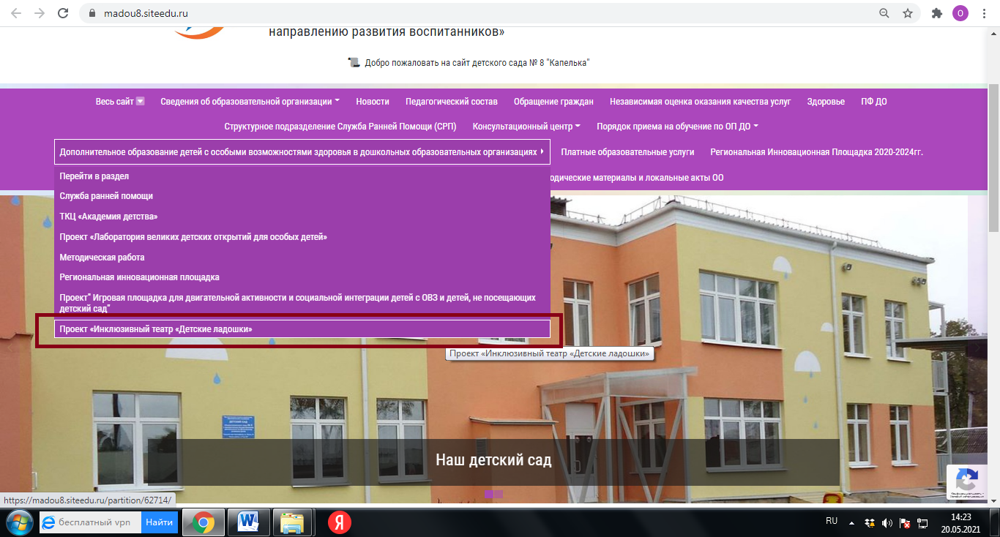 madou8.siteedu.ru
О
направлению развития воспитанников»
Добро пожаловать на сайт детского сада № 8 "Капелька"
Весь сайт Сведения об образовательной организации Новости Педагогический состав Обращение граждан Независимая оценка оказания качества услуг Здоровье ПФ ДО
Структурное подразделение Служба Ранней Помощи (СРП) Консультационный центр Порядок приема на обучение по ОП ДО
Дополнительное образование детей с особыми возможностями здоровья в дошкольных образовательных организациях Платные образовательные услуги Региональная Инновационная Площадка 2020-2024гг.
одические материалы и локальные акты ОО
Перейти в раздел
Служба ранней помощи
ТКЦ «Академия детства»
Проект «Лаборатория великих детских открытий для особых детей»
Методическая работа
Региональная инновационная площадка
Проект" Игровая площадка для двигательной активности и социальной интеграции детей с ОВЗ и детей, не посещающих
детский сад"
Проект «Инклюзивный театр «Детские ладошки»
Проект «Инклюзивный театр «Детские ладошки»
ДЕТСКИЙ САД
Наш детский сад
Конфиденциальность -
Условия использования
https://madou8.siteedu.ru/partition/62714/
бесплатный vpn Найти
Я
RU
14:23
20.05.2021